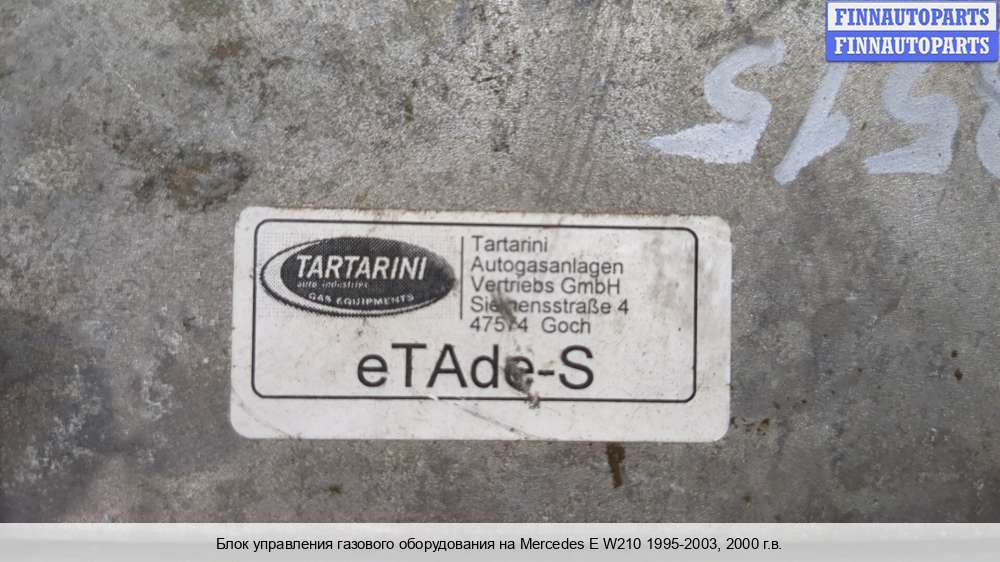 FINNAUTOPARTS
FINNAUTOPARTS
515
TARTARINI
auto industries
GAS EQUIPMENTS
Tartarini
Autogasanlagen
Vertriebs GmbH
Siemensstraße 4
47574 Goch
eTAde-S
Блок управления газового оборудования на Mercedes E W210 1995-2003, 2000 г.в.